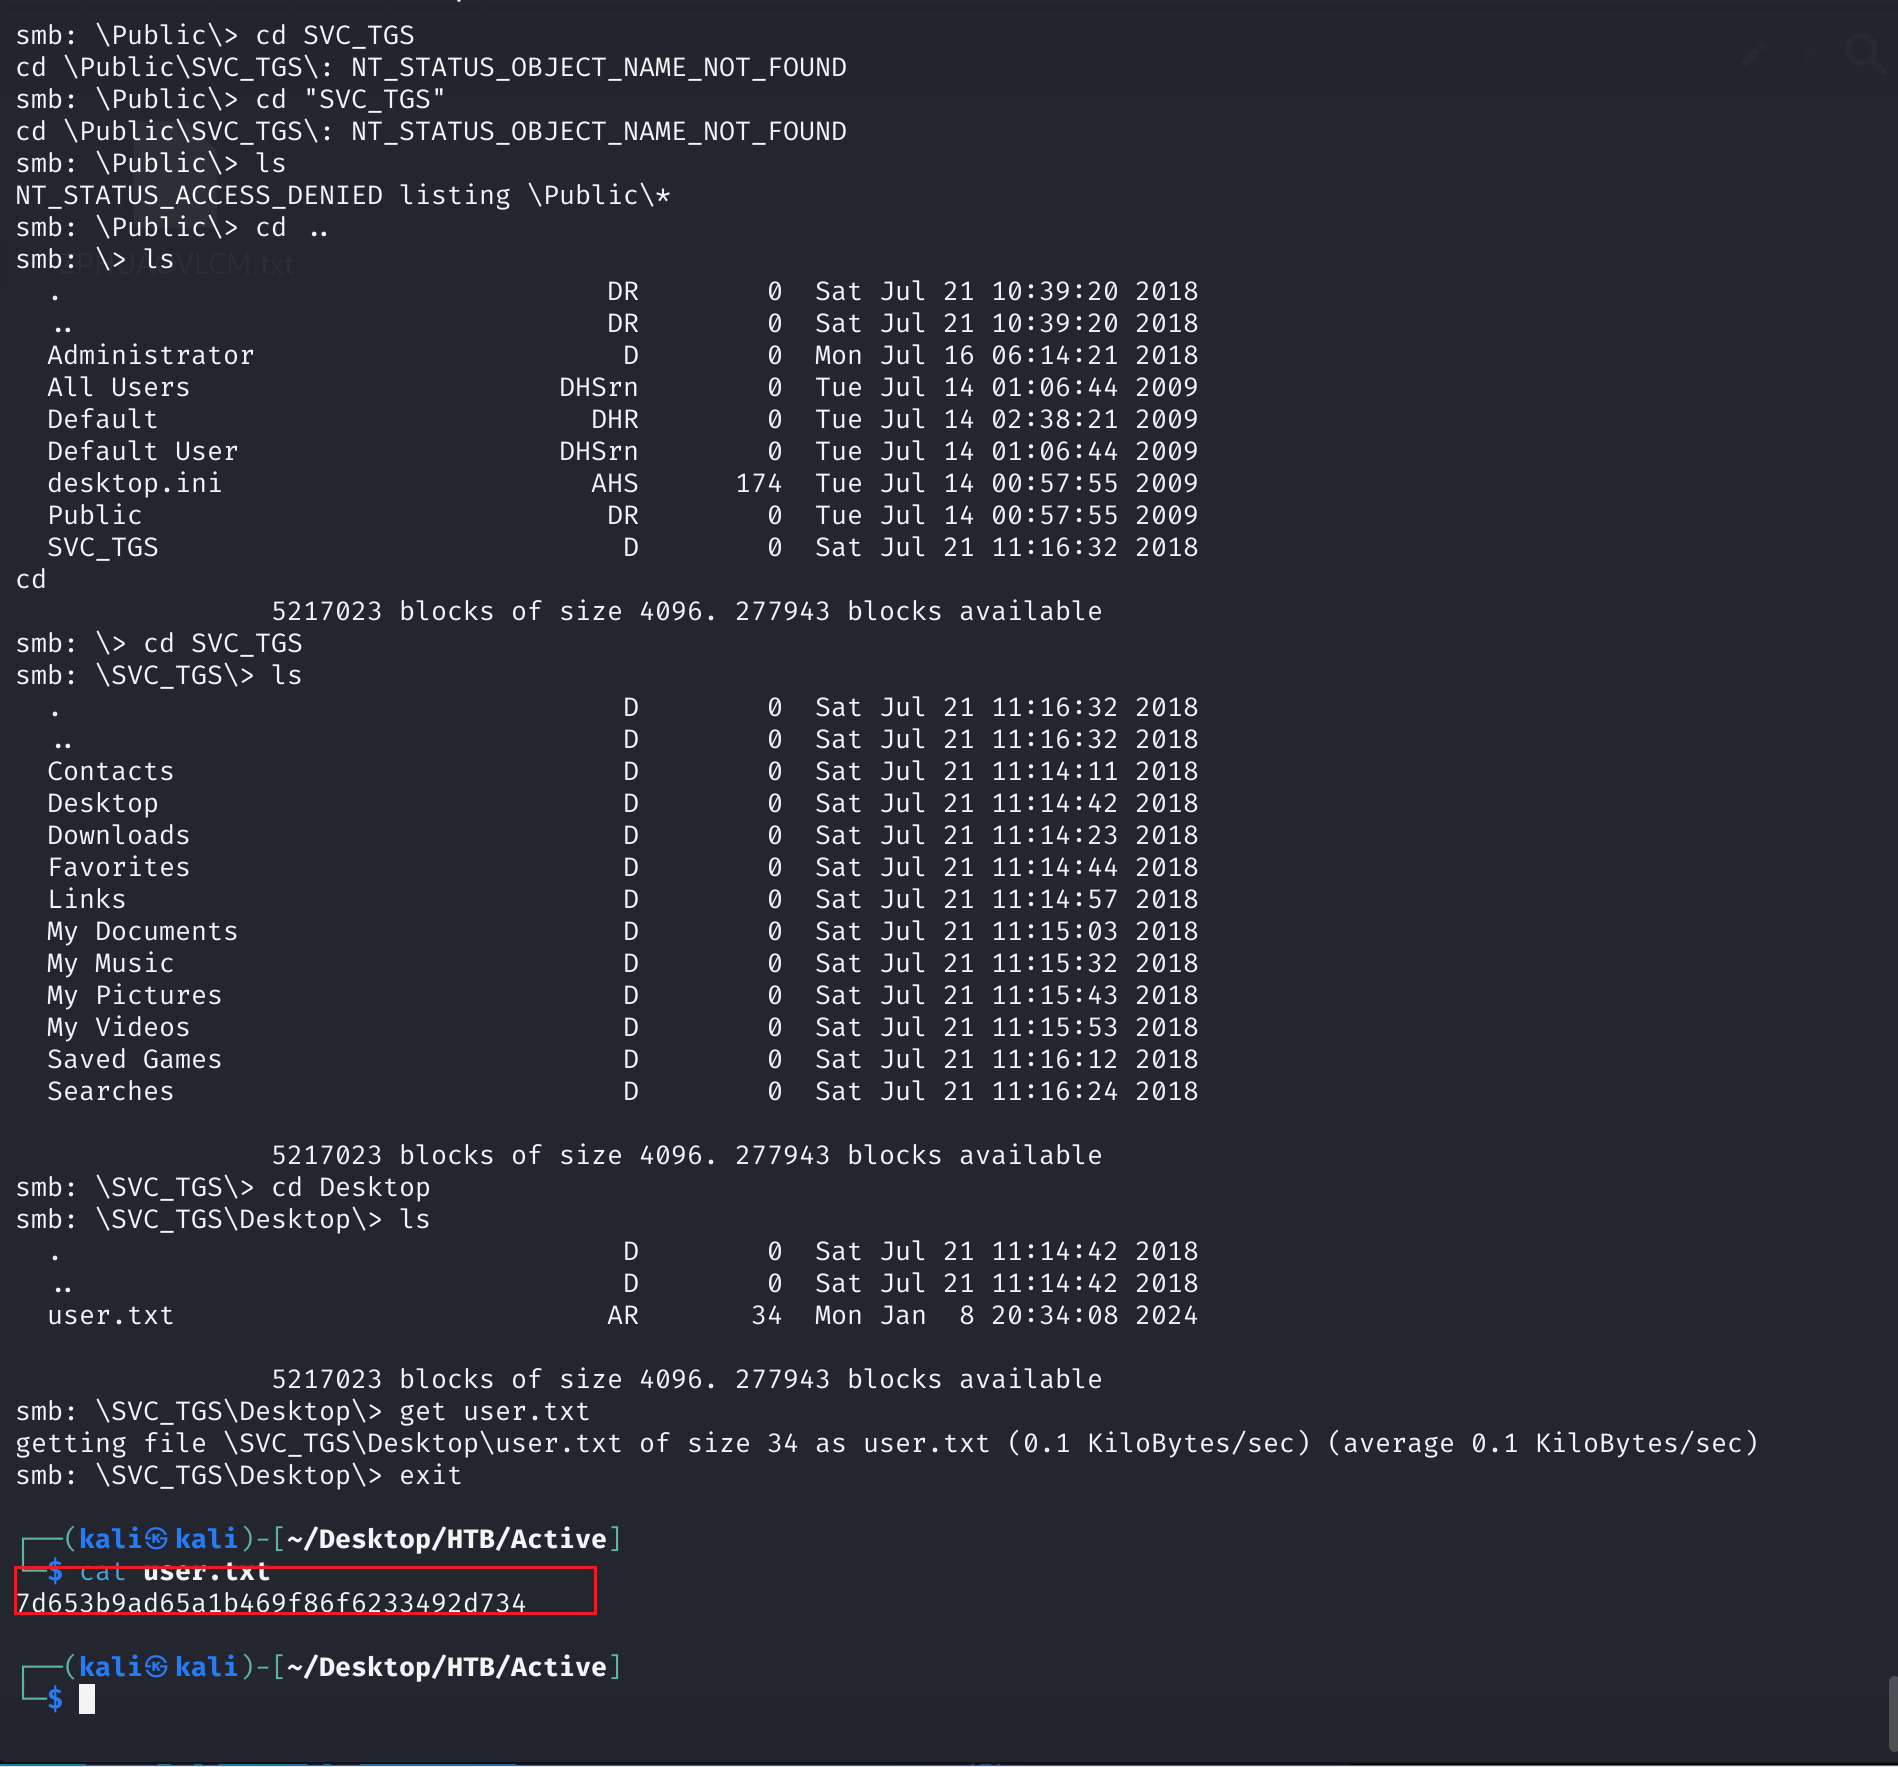 smb: \Public\> cd SVC_TGS
cd \Public\SVC_TGS\: NT_STATUS_OBJECT_NAME_NOT_FOUND
smb: \Public\> cd "SVC_TGS"
cd \Public\SVC_TGS\: NT_STATUS_OBJECT_NAME_NOT_FOUND
smb: \Public\> ls
NT_STATUS_ACCESS_DENIED listing \Public\*
smb: \Public\> cd ..
smb: \> ls
  .                                  DR        0  Sat Jul 21 10:39:20 2018
  ..                                 DR        0  Sat Jul 21 10:39:20 2018
  Administrator                       D        0  Mon Jul 16 06:14:21 2018
  All Users                       DHSrn        0  Tue Jul 14 01:06:44 2009
  Default                           DHR        0  Tue Jul 14 02:38:21 2009
  Default User                    DHSrn        0  Tue Jul 14 01:06:44 2009
  desktop.ini                       AHS      174  Tue Jul 14 00:57:55 2009
  Public                             DR        0  Tue Jul 14 00:57:55 2009
  SVC_TGS                             D        0  Sat Jul 21 11:16:32 2018
cd
                5217023 blocks of size 4096. 277943 blocks available
smb: \> cd SVC_TGS
smb: \SVC_TGS\> ls
  .                                   D        0  Sat Jul 21 11:16:32 2018
  ..                                  D        0  Sat Jul 21 11:16:32 2018
  Contacts                            D        0  Sat Jul 21 11:14:11 2018
  Desktop                             D        0  Sat Jul 21 11:14:42 2018
  Downloads                           D        0  Sat Jul 21 11:14:23 2018
  Favorites                           D        0  Sat Jul 21 11:14:44 2018
  Links                               D        0  Sat Jul 21 11:14:57 2018
  My Documents                        D        0  Sat Jul 21 11:15:03 2018
  My Music                            D        0  Sat Jul 21 11:15:32 2018
  My Pictures                         D        0  Sat Jul 21 11:15:43 2018
  My Videos                           D        0  Sat Jul 21 11:15:53 2018
  Saved Games                         D        0  Sat Jul 21 11:16:12 2018
  Searches                            D        0  Sat Jul 21 11:16:24 2018
                5217023 blocks of size 4096. 277943 blocks available
smb: \SVC_TGS\> cd Desktop
smb: \SVC_TGS\Desktop\> ls
  .                                   D        0  Sat Jul 21 11:14:42 2018
  ..                                  D        0  Sat Jul 21 11:14:42 2018
  user.txt                           AR       34  Mon Jan  8 20:34:08 2024
                5217023 blocks of size 4096. 277943 blocks available
smb: \SVC_TGS\Desktop\> get user.txt
getting file \SVC_TGS\Desktop\user.txt of size 34 as user.txt (0.1 KiloBytes/sec) (average 0.1 KiloBytes/sec)
smb: \SVC_TGS\Desktop\> exit
┌──(kali㉿kali)-[~/Desktop/HTB/Active]
└─$ cat user.txt
7d653b9ad65a1b469f86f6233492d734
┌──(kali㉿kali)-[~/Desktop/HTB/Active]
└─$